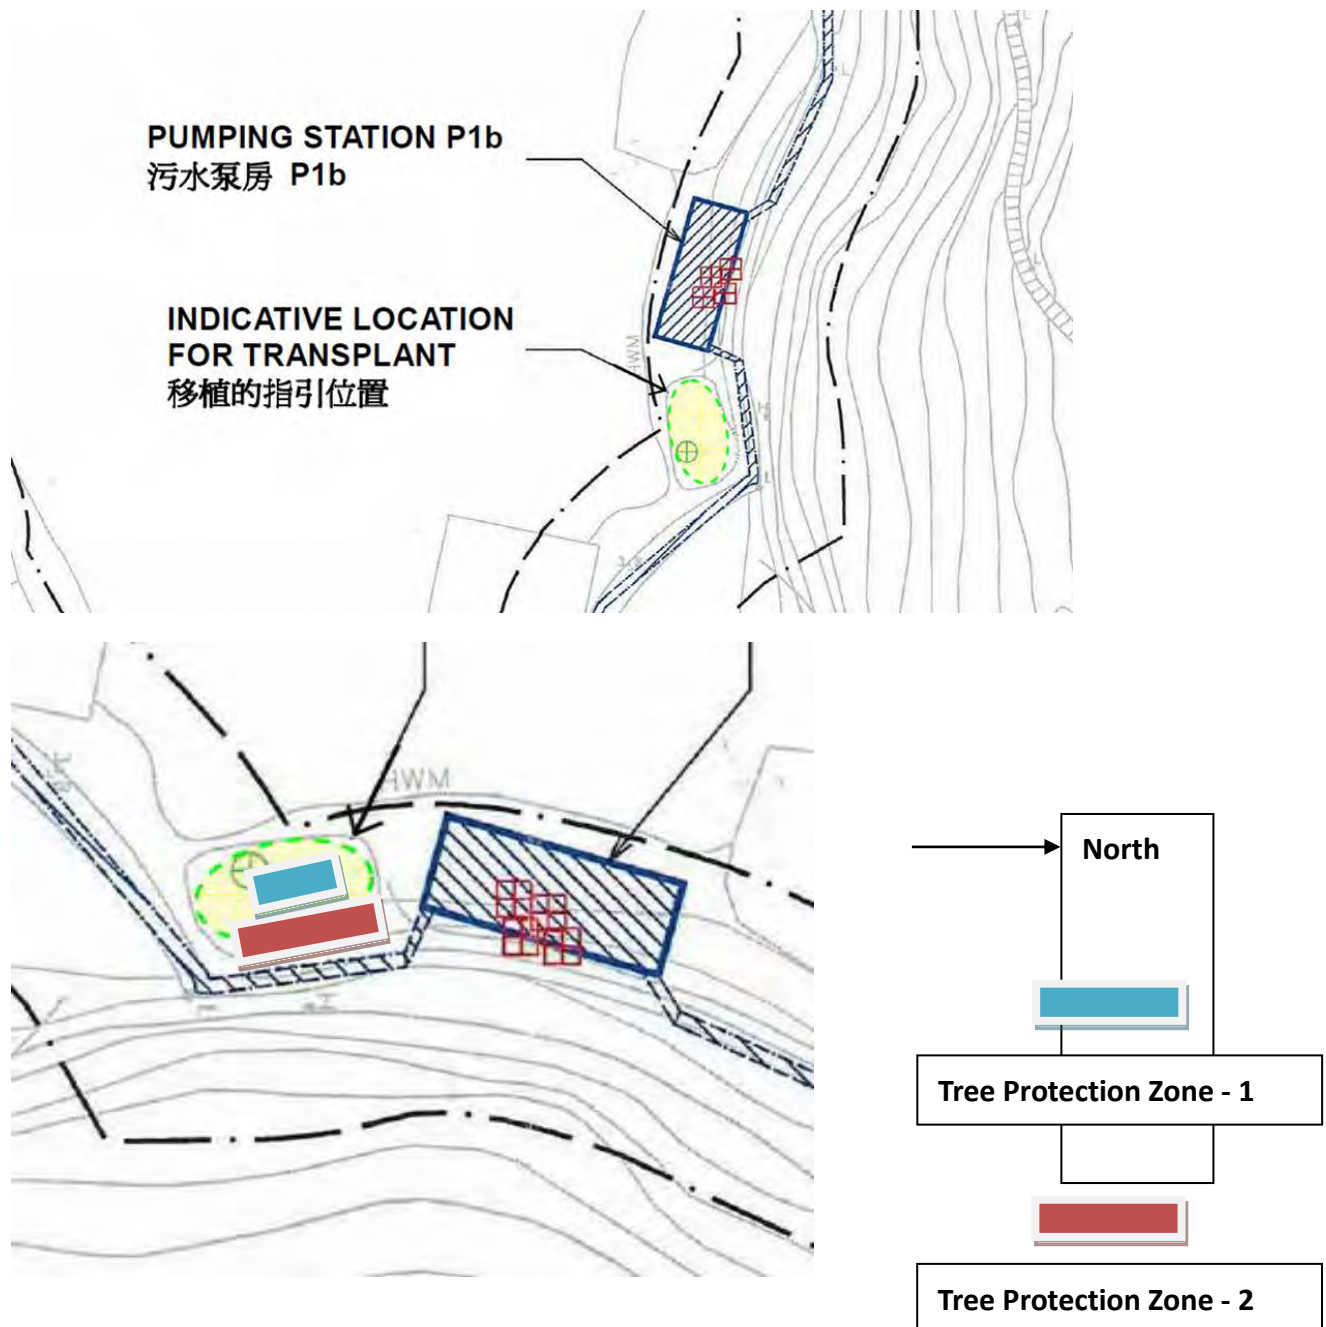 PUMPING STATION P1b
污水泵房 P1b
INDICATIVE LOCATION
FOR TRANSPLANT
移植的指引位置
HWM
HWM
North
Tree Protection Zone - 1
Tree Protection Zone - 2